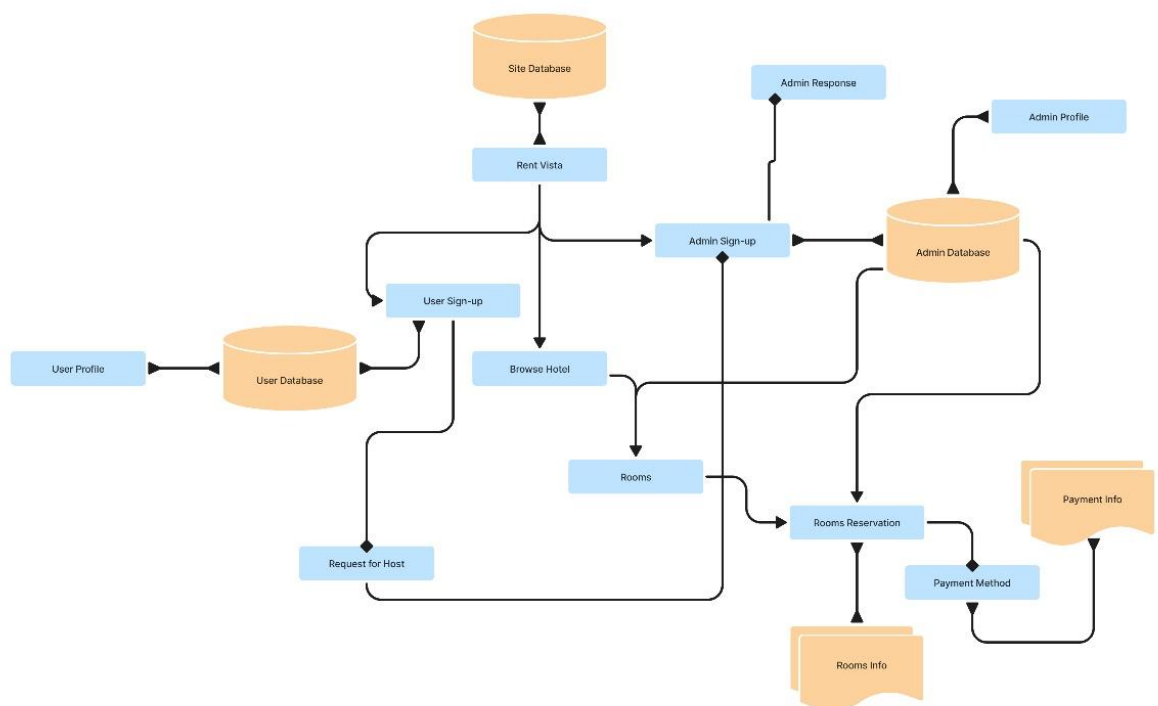 Site Database
Admin Response
Admin Profile
Rent Vista
Admin Sign-up
Admin Database
User Sign-up
User Profile
User Database
Browse Hotel
Rooms
Payment Info
Rooms Reservation
Request for Host
Payment Method
Rooms Info